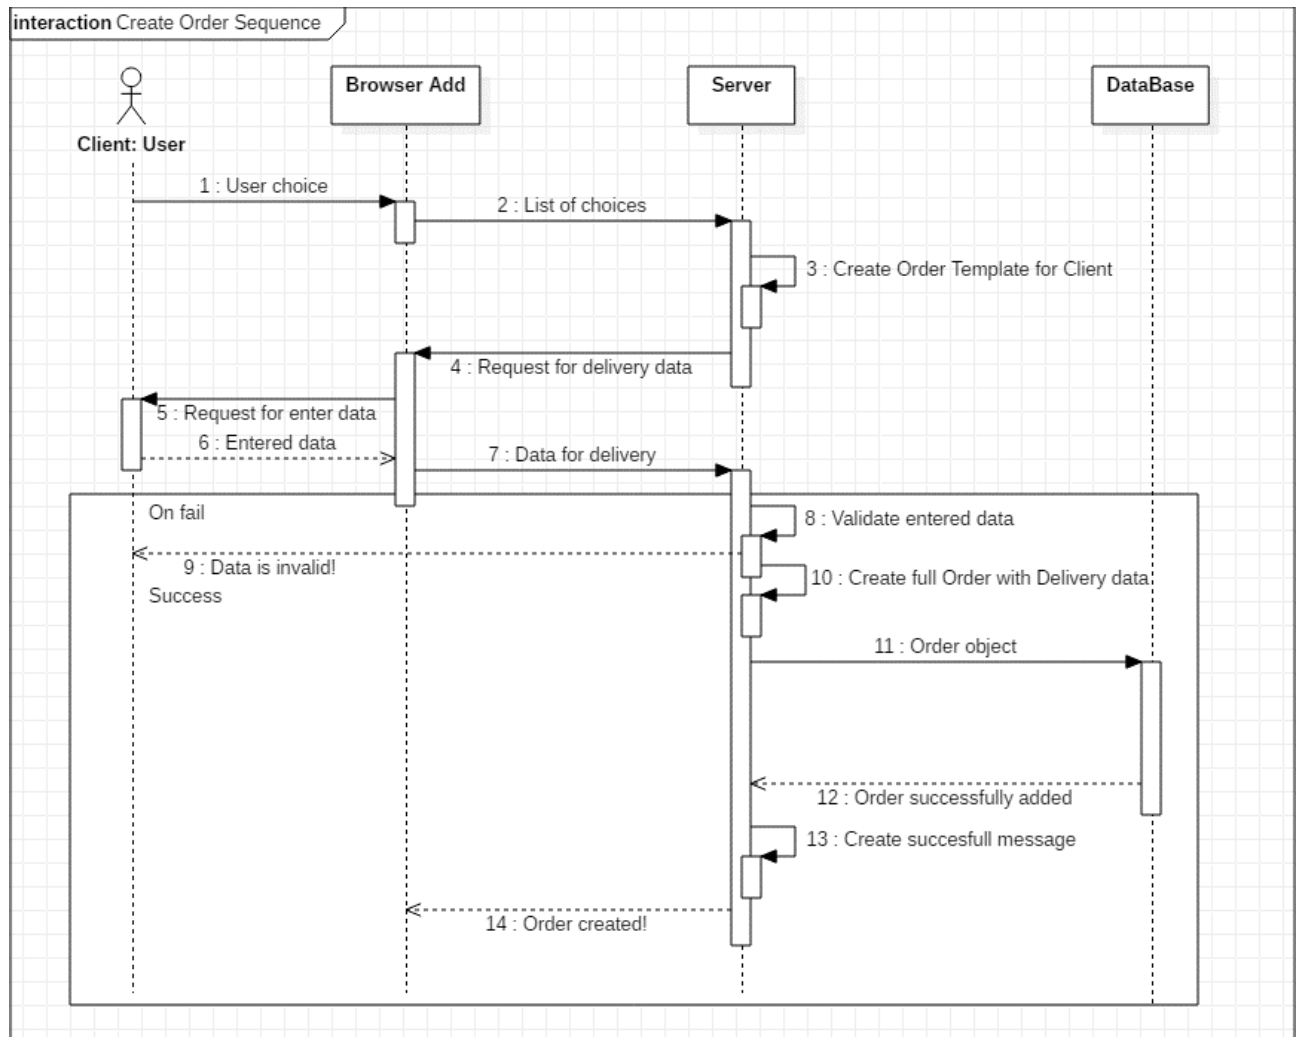 interaction Create Order Sequence
Browser Add
Server
DataBase
Client: User
1 : User choice
2 : List of choices
3 : Create Order Template for Client
4 : Request for delivery data
5 : Request for enter data
6 : Entered data
7 : Data for delivery
On fail
8 : Validate entered data
9 : Data is invalid!
10 : Create full Order with Delivery data
Success
11 : Order object
12 : Order successfully added
13 : Create succesfull message
14 : Order created!